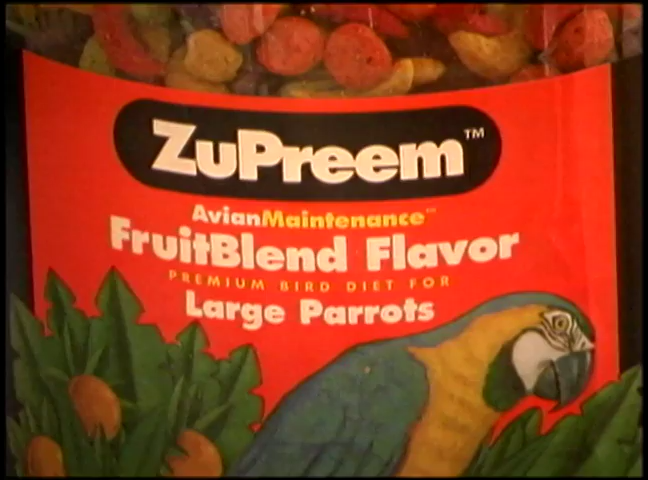 ZuPreem™
AvianMaintenance™
FruitBlend Flavor
PREMIUM BIRD DIET FOR
Large Parrots